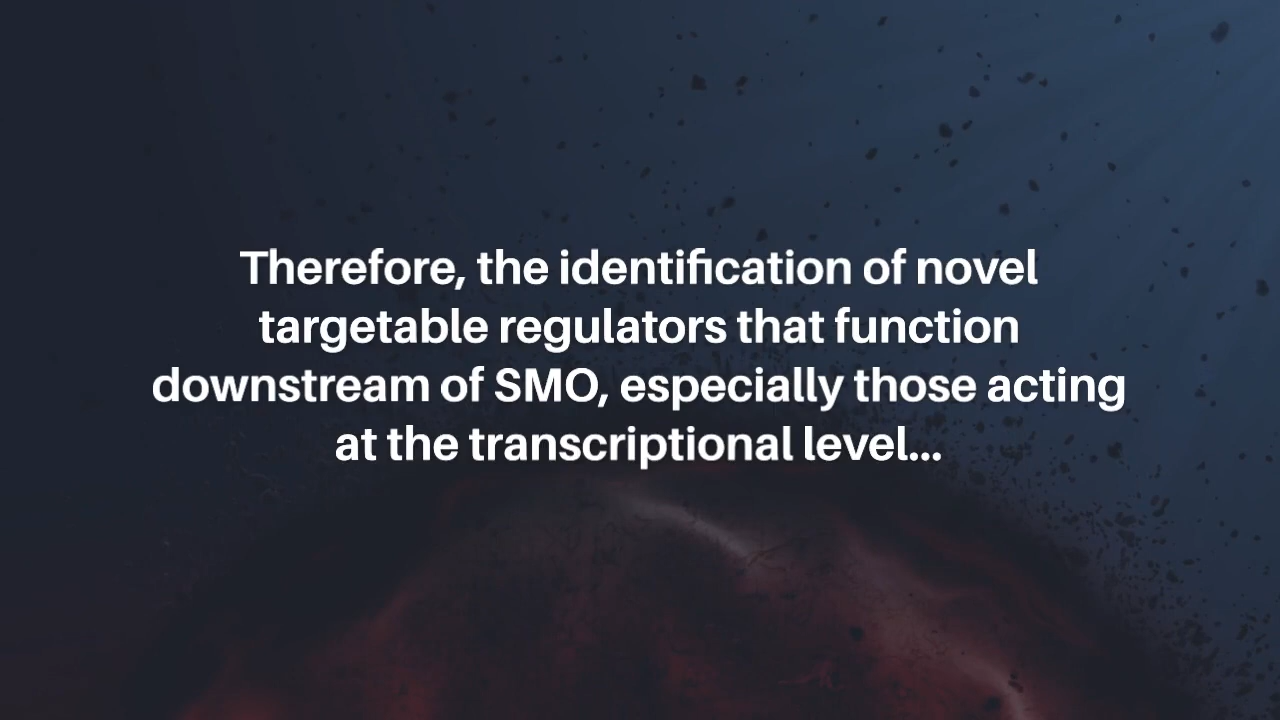 Therefore, the identification of novel
targetable regulators that function
downstream of SMO, especially those acting
at the transcriptional level...